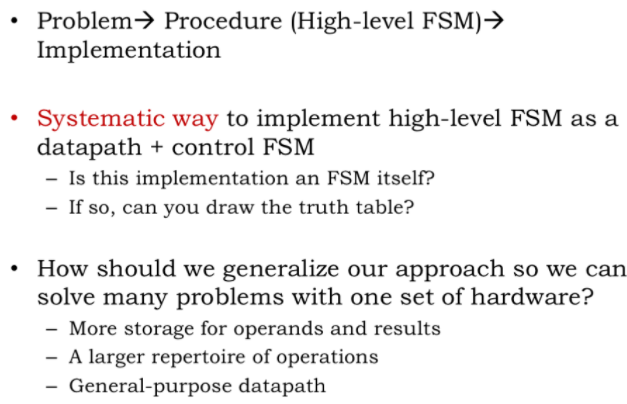 • Problem→ Procedure (High-level FSM)→
Implementation
• Systematic way to implement high-level FSM as a
datapath + control FSM
– Is this implementation an FSM itself?
– If so, can you draw the truth table?
• How should we generalize our approach so we can
solve many problems with one set of hardware?
– More storage for operands and results
– A larger repertoire of operations
– General-purpose datapath